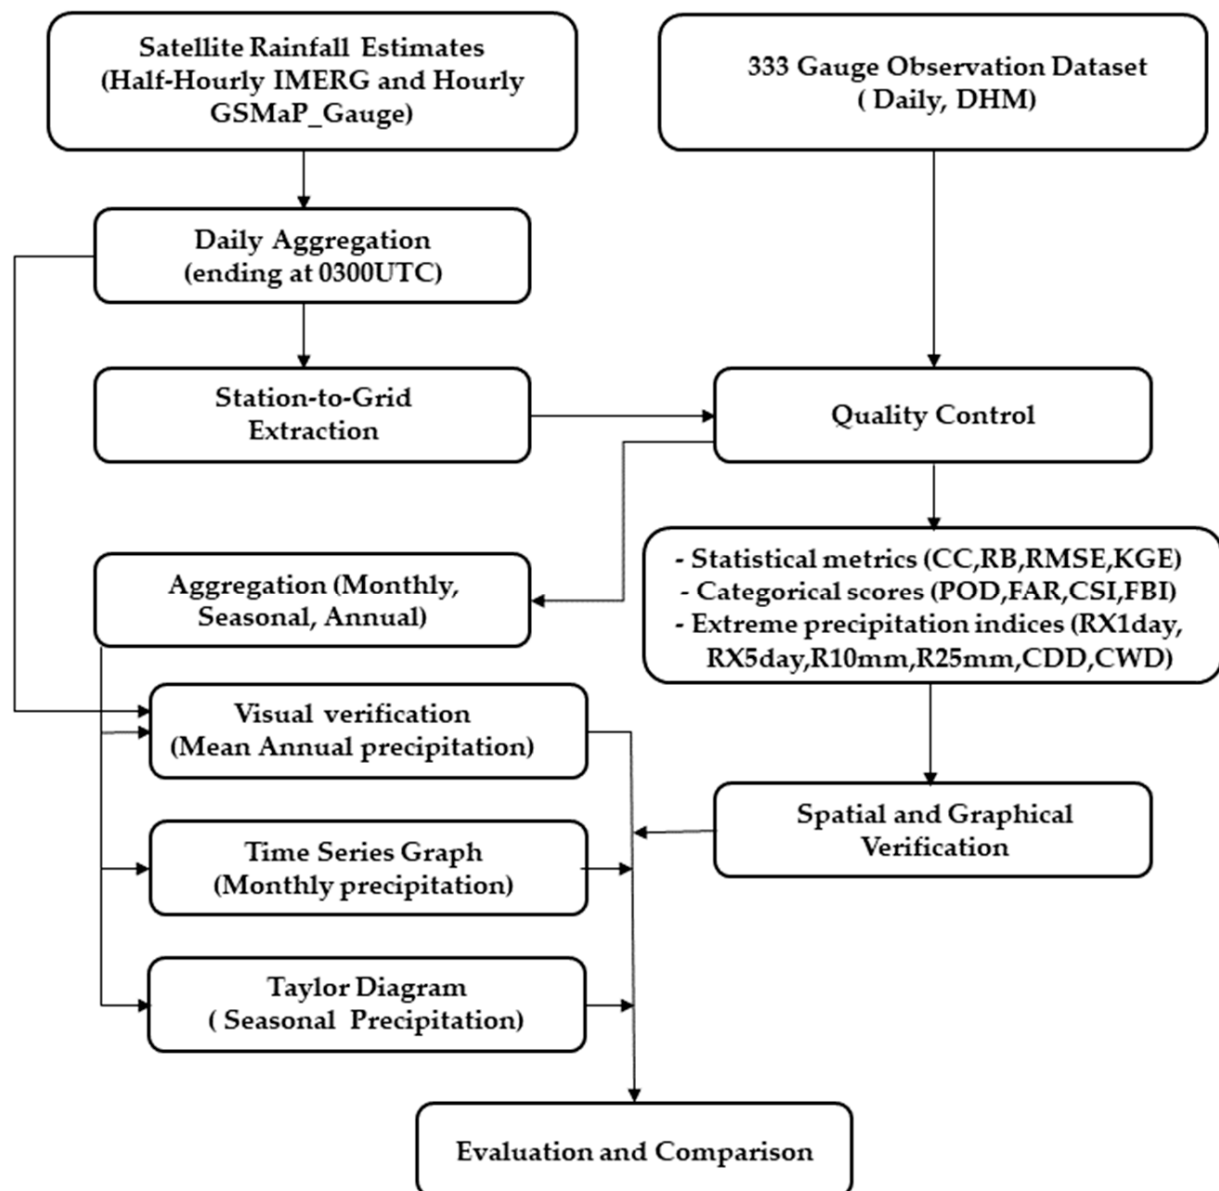 Satellite Rainfall Estimates
(Half-Hourly IMERG and Hourly
GSMaP_Gauge)
333 Gauge Observation Dataset
( Daily, DHM)
Daily Aggregation
(ending at 0300UTC)
Station-to-Grid
Extraction
Quality Control
Aggregation (Monthly,
Seasonal, Annual)
- Statistical metrics (CC,RB,RMSE,KGE)
- Categorical scores (POD,FAR,CSI,FBI)
- Extreme precipitation indices (RX1day,
RX5day,R10mm,R25mm,CDD,CWD)
Visual verification
(Mean Annual precipitation)
Spatial and Graphical
Verification
Time Series Graph
(Monthly precipitation)
Taylor Diagram
( Seasonal Precipitation)
Evaluation and Comparison